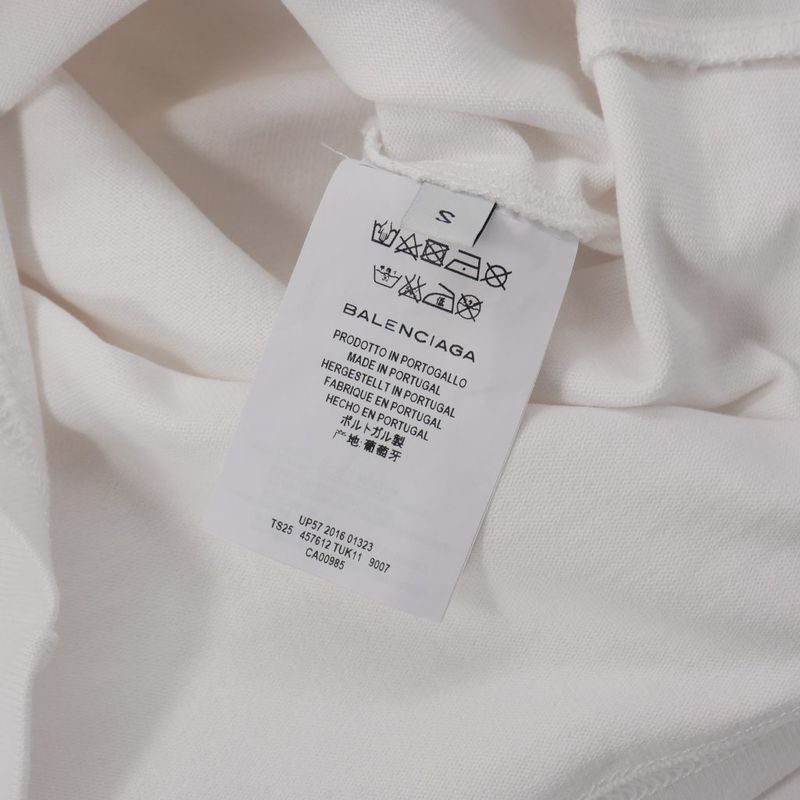 S
BALENCIAGA
PRODOTTO IN PORTOGALLO
MADE IN PORTUGAL
HERGESTELLT IN PORTUGAL
FABRIQUE EN PORTUGAL
HECHO EN PORTUGAL
ポルトガル製
产地:葡萄牙
UP57 2016 01323
TS25 457612 TUK11 9007
CA00985